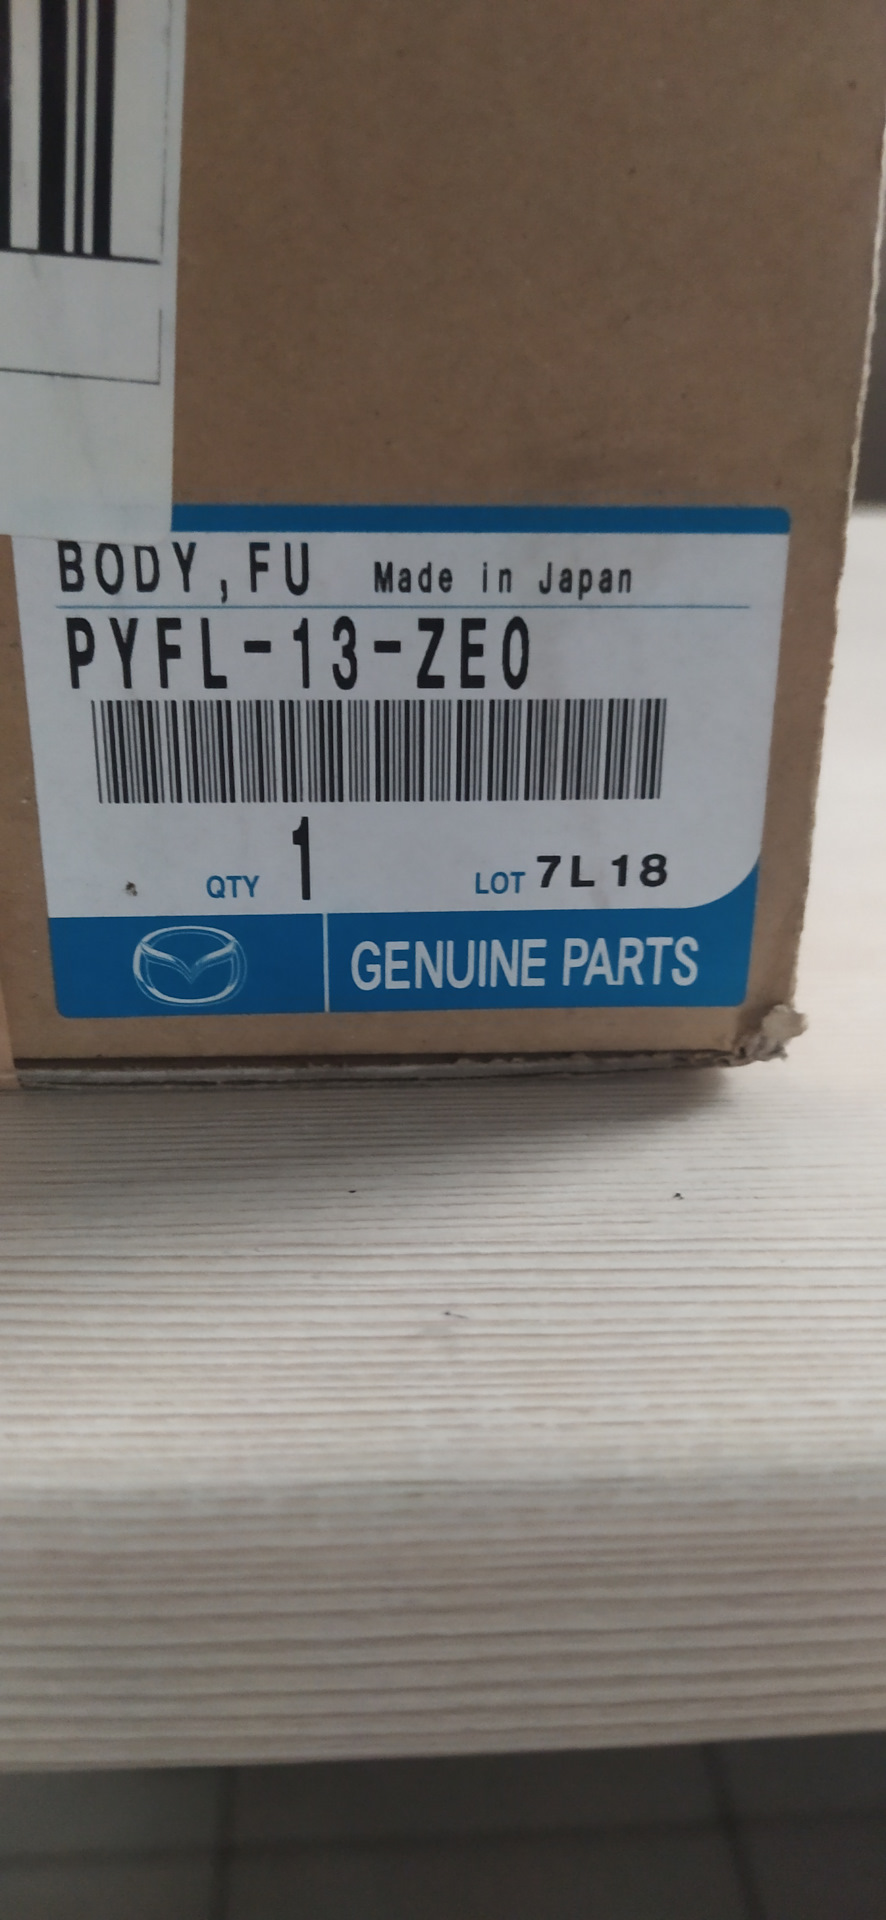 BODY,FU Made in Japan
PYFL-13-ZE0
QTY 1 LOT 7L18
GENUINE PARTS